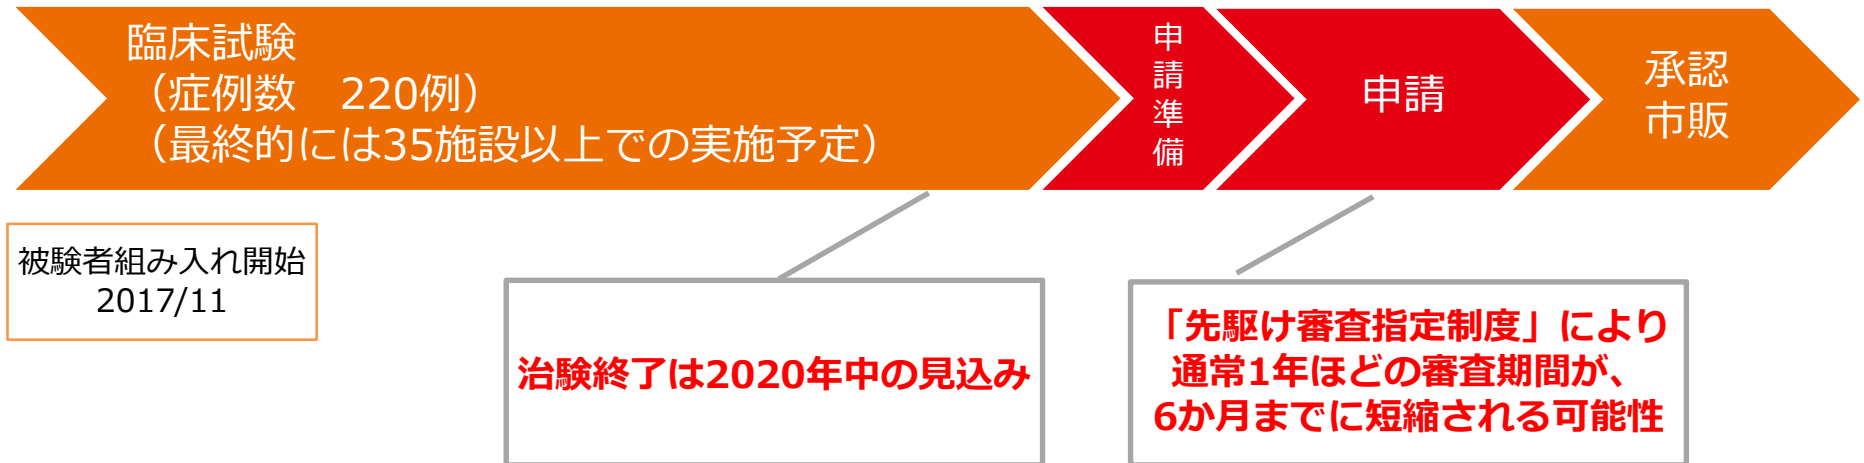 臨床試験
（症例数　220例）
（最終的には35施設以上での実施予定）
申請準備
申請
承認
市販
被験者組み入れ開始
2017/11
治験終了は2020年中の見込み
「先駆け審査指定制度」により
通常1年ほどの審査期間が、
6か月までに短縮される可能性